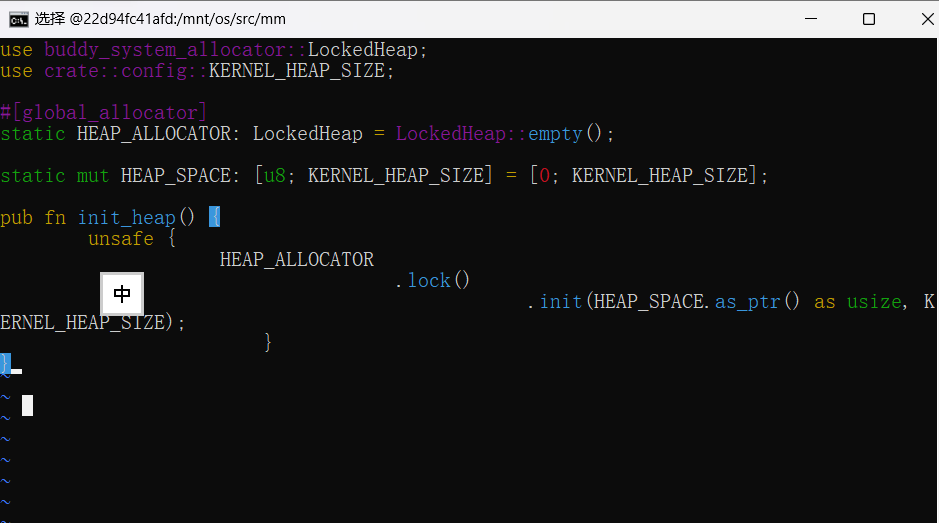 选择 @22d94fc41afd:/mnt/os/src/mm
use buddy_system_allocator::LockedHeap;
use crate::config::KERNEL_HEAP_SIZE;
#[global_allocator]
static HEAP_ALLOCATOR: LockedHeap = LockedHeap::empty();
static mut HEAP_SPACE: [u8; KERNEL_HEAP_SIZE] = [0; KERNEL_HEAP_SIZE];
pub fn init_heap() {
unsafe {
HEAP_ALLOCATOR
.lock()
中
.init(HEAP_SPACE.as_ptr() as usize, K
ERNEL_HEAP_SIZE);
}
}
~
~
~
~
~
~
~
~